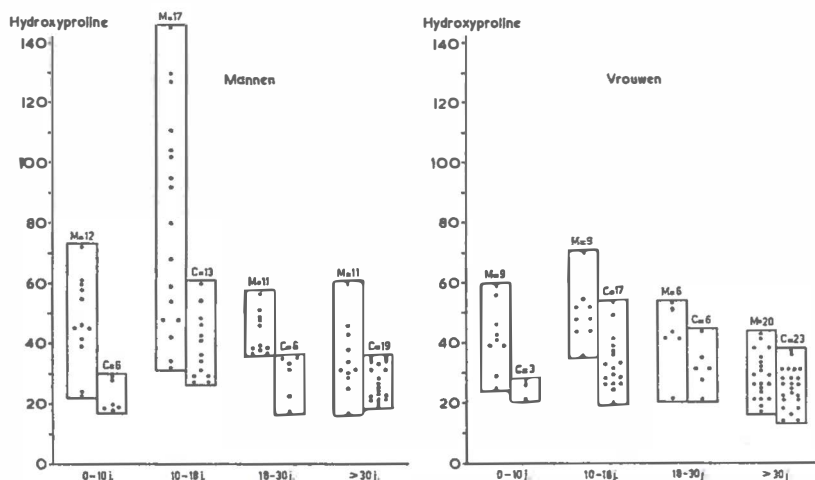 Hydroxyproline
140
120
100
80
60
40
20
0
Mannen
M=12
C=6
M=17
C=13
M=11
C=6
M=11
C=19
0-10 j.
10-18 j.
18-30 j.
>30 j.
Hydroxyproline
140
120
100
80
60
40
20
0
Vrouwen
M=9
C=3
M=9
C=17
M=6
C=6
M=20
C=23
0-10 j.
10-18 j.
18-30 j.
>30 j.